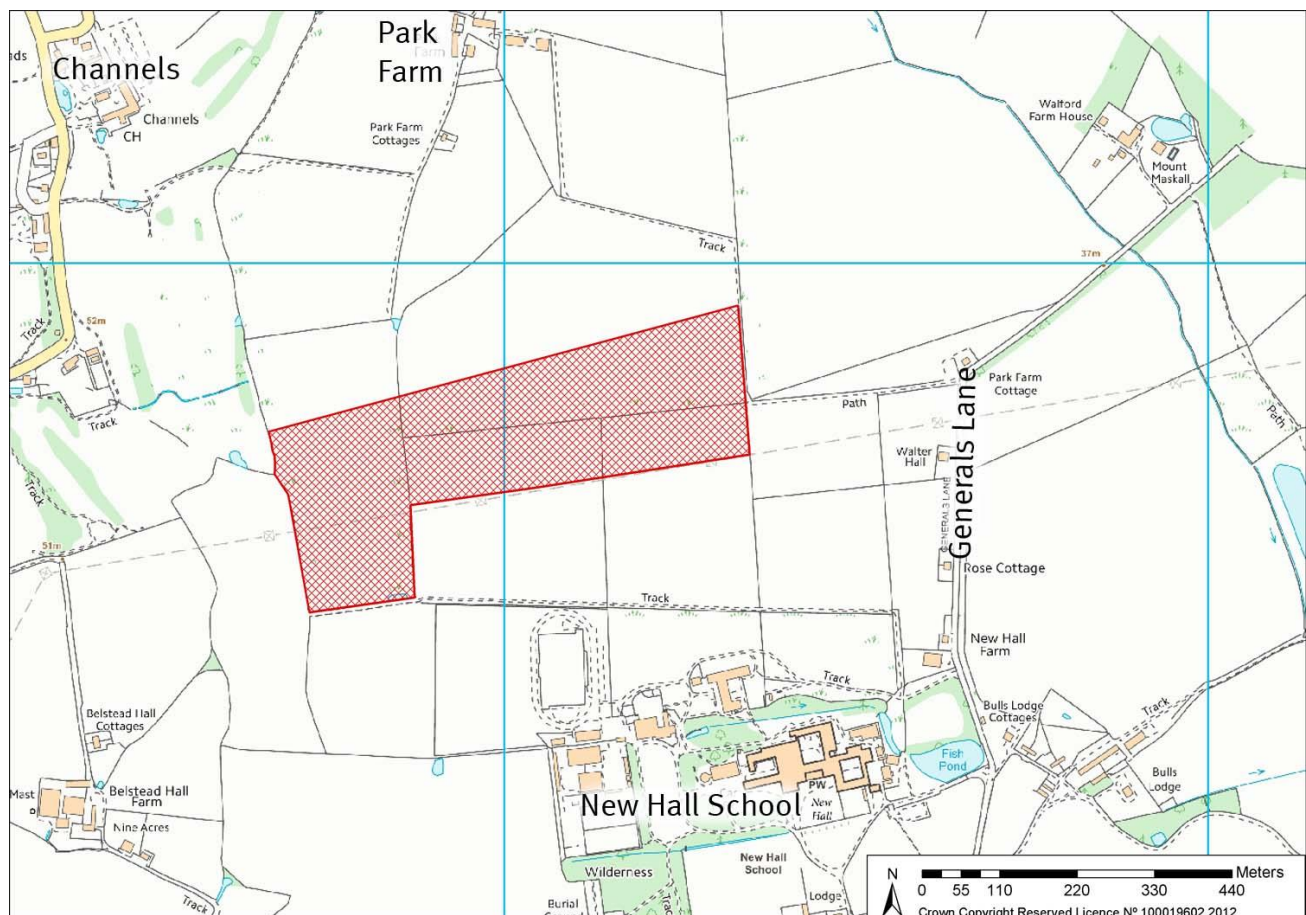 Channels
Park
Farm
Farm
Channels
CH
Park Farm
Cottages
Walford
Farm House
Mount
Maskall
Track
37m
Track
52m
Track
Park Farm
Cottage
Path
Generals Lane
Path
Walter
Hall
GENERALS LANE
Track
51m
Rose Cottage
Track
New Hall
Farm
Track
Belstead Hall
Cottages
Bulls Lodge
Cottages
Track
Fish
Pond
Bulls
Lodge
Mast
Belstead Hall
Farm
Nine Acres
New Hall School
PW
New
Hall
New Hall
School
Wilderness
Lodge
Track
Track
Burial
N
Meters
0 55 110 220 330 440
Crown Copyright Reserved Licence Nº 100019602 2012